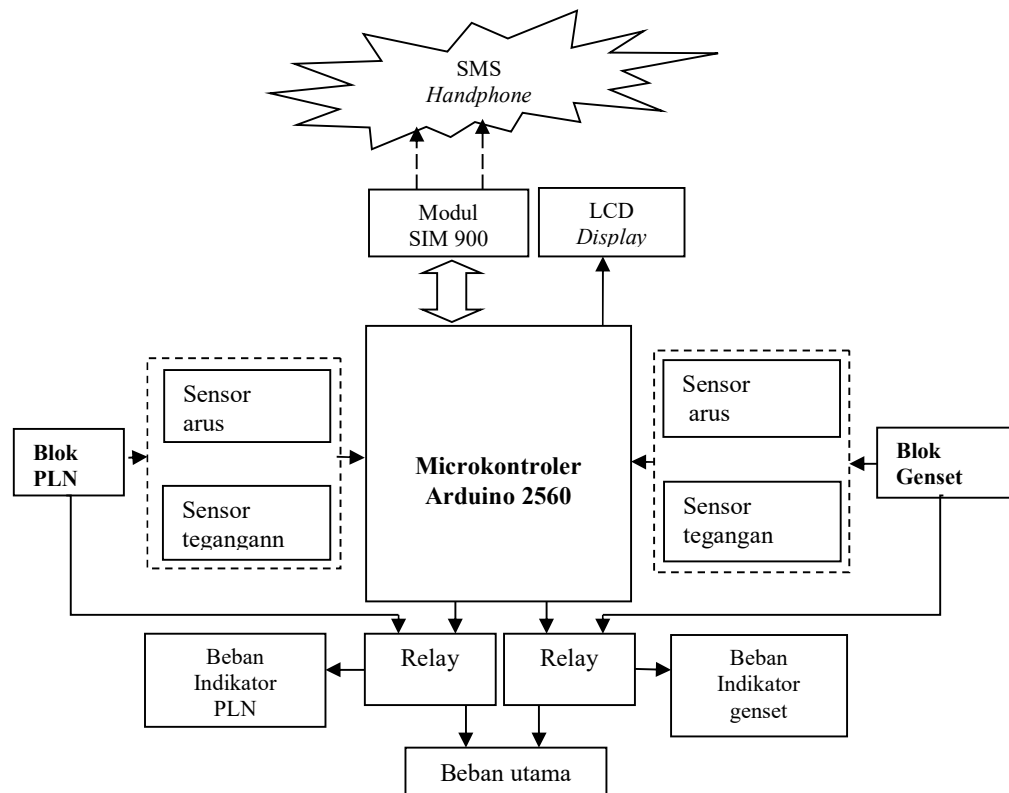 SMS
Handphone
Modul
SIM 900
LCD
Display
Sensor
arus
Sensor
arus
Blok
PLN
Microkontroler
Arduino 2560
Blok
Genset
Sensor
tegangann
Sensor
tegangan
Beban
Indikator
PLN
Relay
Relay
Beban
Indikator
genset
Beban utama